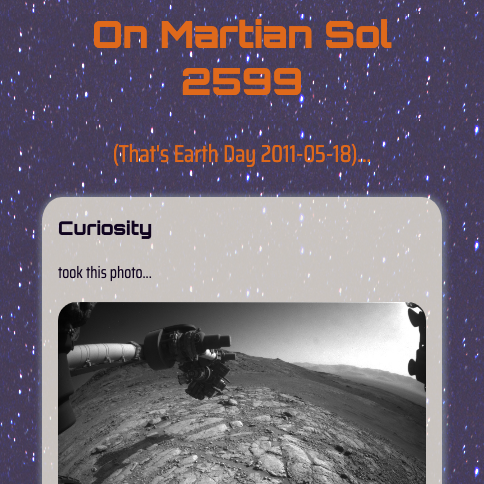 On Martian Sol
2599
(That's Earth Day 2011-05-18)...
Curiosity
took this photo...